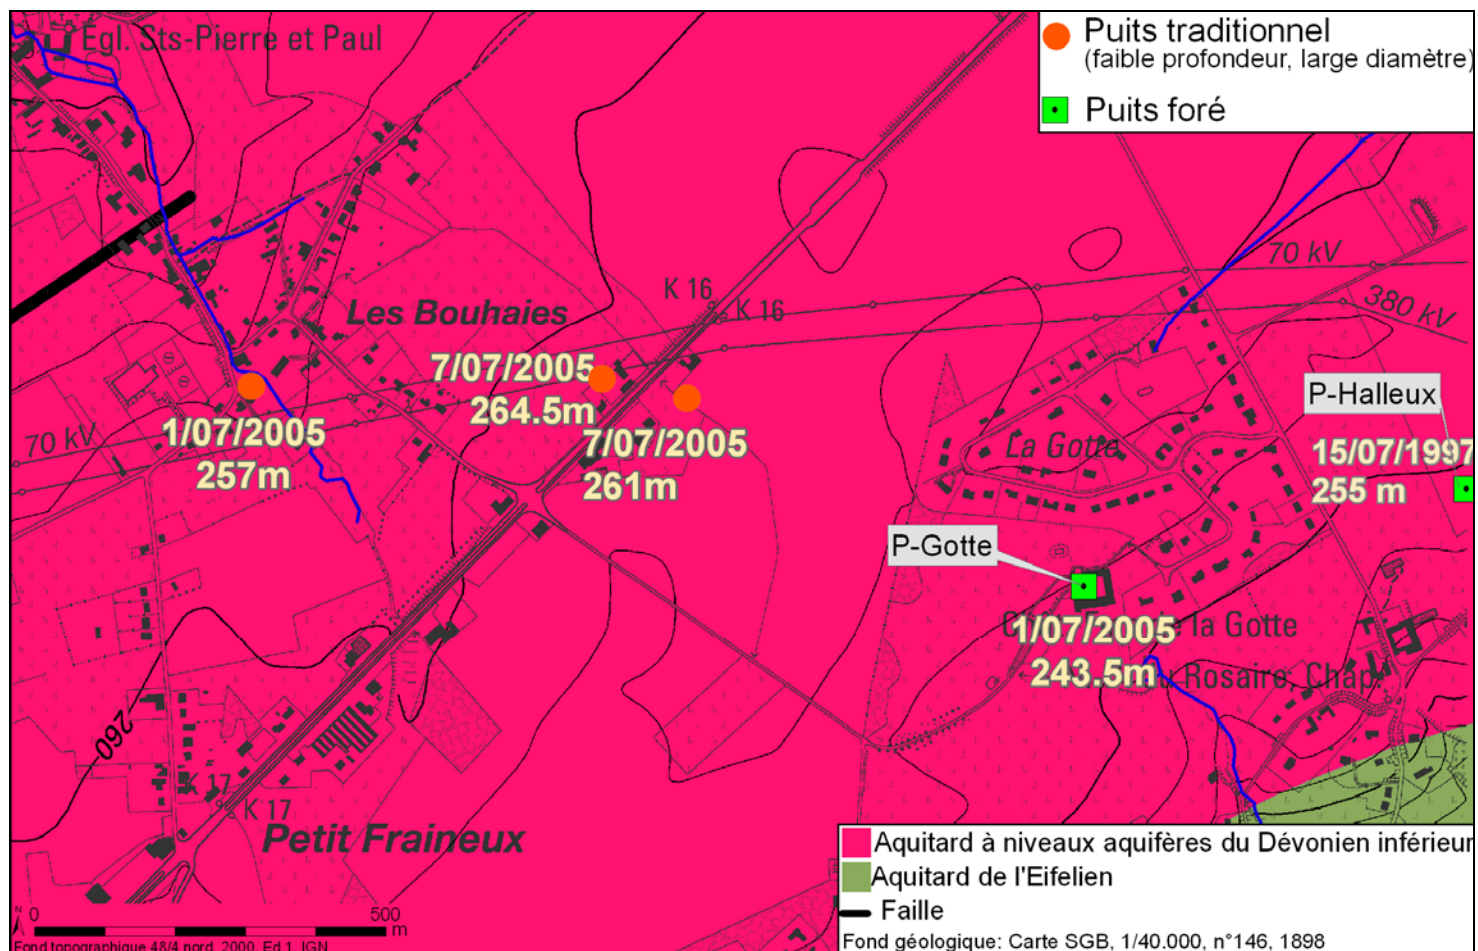 Egl. Sts-Pierre et Paul
Puits traditionnel
(faible profondeur, large diamètre)
Puits foré
70 kV
380 kV
K 16
K 16
Les Bouhaies
7/07/2005
264.5m
1/07/2005
257m
70 kV
7/07/2005
261m
La Gotte
P-Halleux
15/07/1997
255 m
P-Gotte
1/07/2005
la Gotte
243.5m
Rosaire, Chap.
260
K 17
K 17
Petit Fraineux
Aquitard à niveaux aquifères du Dévonien inférieur
Aquitard de l'Eifelien
Faille
Fond géologique: Carte SGB, 1/40.000, n°146, 1898
N
0
500
m
Fond topographique 48/4 nord, 2000, Ed 1, IGN